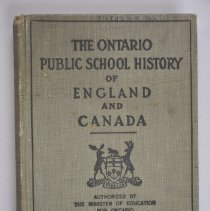 THE ONTARIO
PUBLIC SCHOOL HISTORY
OF
ENGLAND
AND
CANADA
AUTHORIZED BY
THE MINISTER OF EDUCATION
FOR ONTARIO